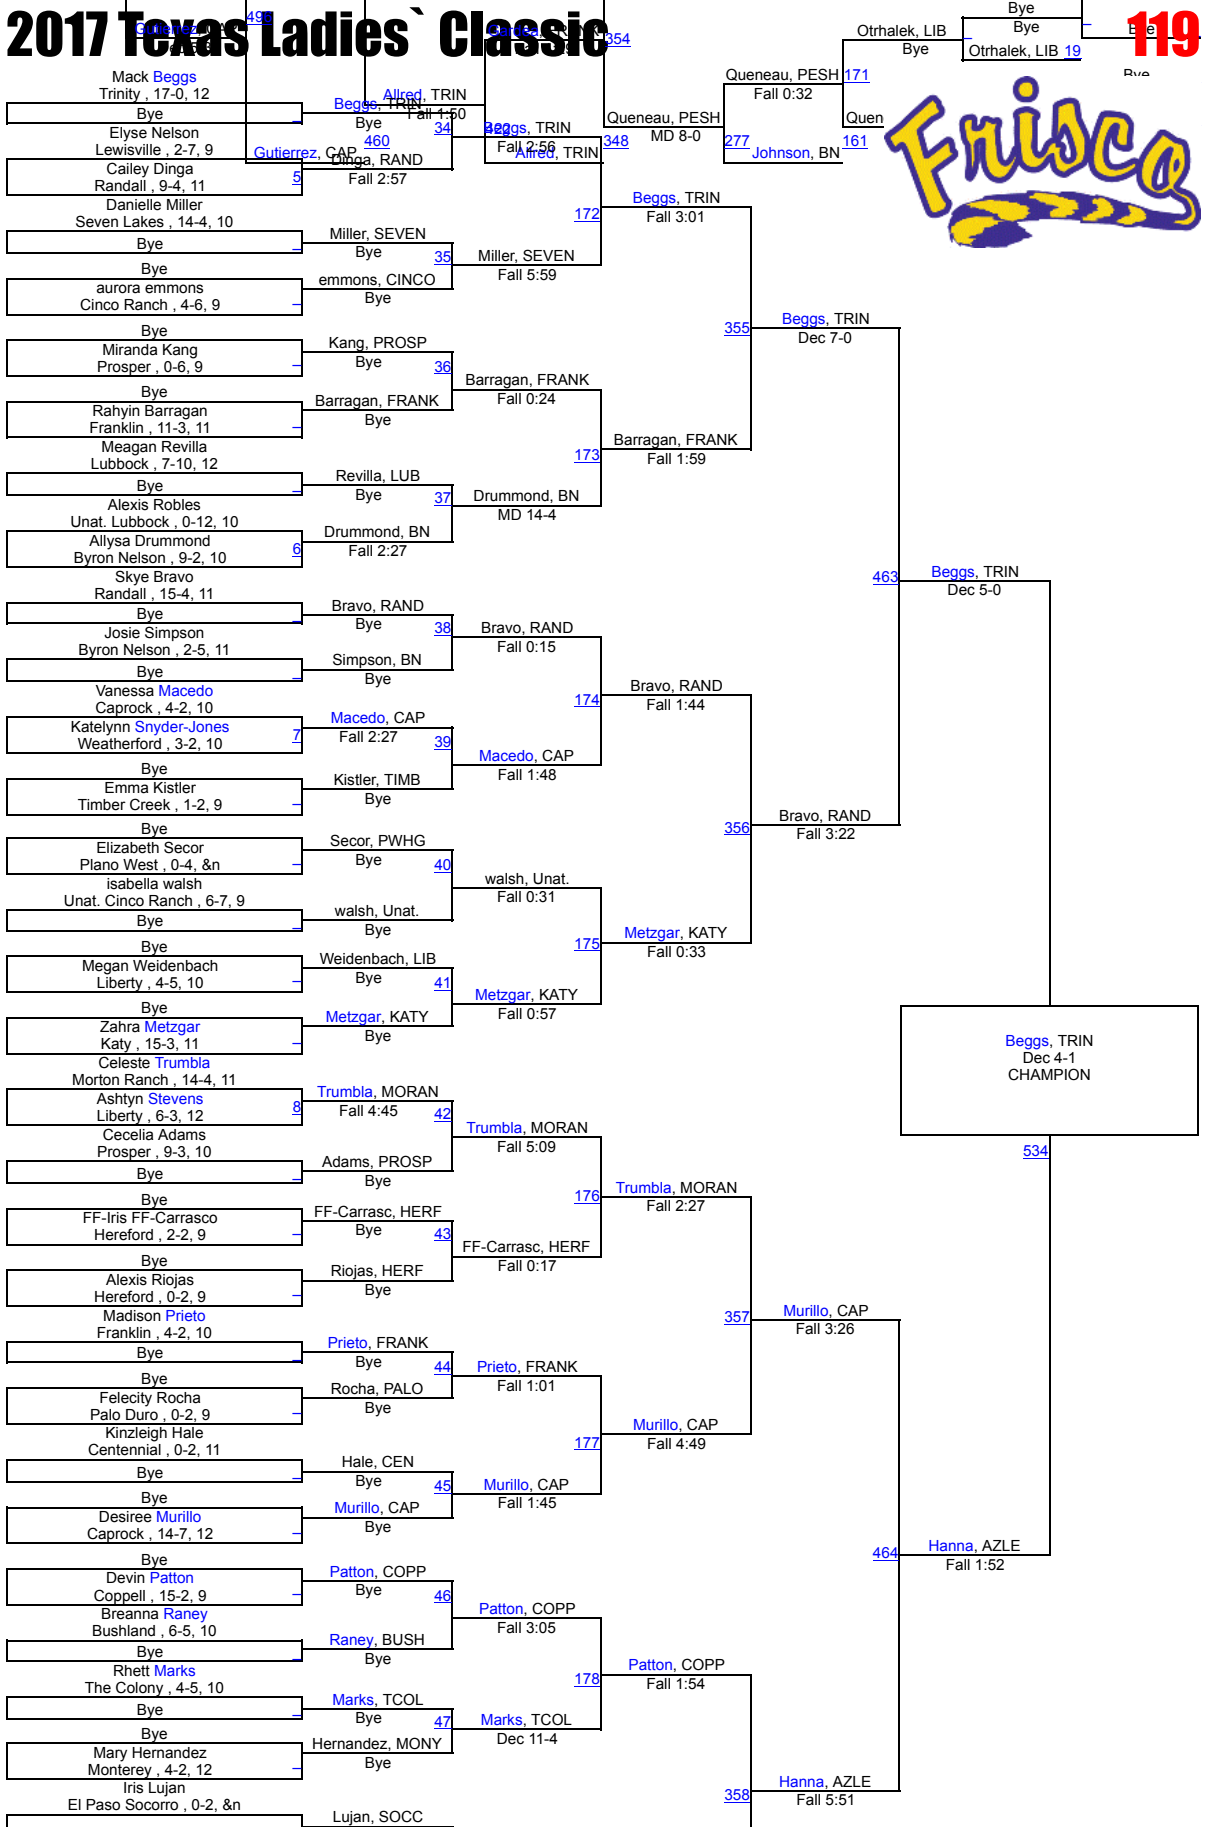 2017 Texas Ladies` Classic
119
Frisco
495
354
Otrhalek, LIB
Bye
Bye
Bye
Otrhalek, LIB 19
Bye
Queneau, PESH 171
Fall 0:32
Queneau, PESH
MD 8-0
348
277
Johnson, BN
Quen
161
Allred, TRIN
Fall 1:50
Gutierrez, CAP
460
Allred, TRIN
Mack Beggs
Trinity , 17-0, 12
Bye
Elyse Nelson
Lewisville , 2-7, 9
Cailey Dinga
Randall , 9-4, 11
5
Danielle Miller
Seven Lakes , 14-4, 10
Bye
Bye
aurora emmons
Cinco Ranch , 4-6, 9
Bye
Miranda Kang
Prosper , 0-6, 9
Bye
Rahyin Barragan
Franklin , 11-3, 11
Meagan Revilla
Lubbock , 7-10, 12
Bye
Alexis Robles
Unat. Lubbock , 0-12, 10
Allysa Drummond
Byron Nelson , 9-2, 10
6
Skye Bravo
Randall , 15-4, 11
Bye
Josie Simpson
Byron Nelson , 2-5, 11
Bye
Vanessa Macedo
Caprock , 4-2, 10
Katelynn Snyder-Jones
Weatherford , 3-2, 10
7
Bye
Emma Kistler
Timber Creek , 1-2, 9
Bye
Elizabeth Secor
Plano West , 0-4, &n
isabella walsh
Unat. Cinco Ranch , 6-7, 9
Bye
Bye
Megan Weidenbach
Liberty , 4-5, 10
Bye
Zahra Metzgar
Katy , 15-3, 11
Celeste Trumbla
Morton Ranch , 14-4, 11
Ashtyn Stevens
Liberty , 6-3, 12
8
Cecelia Adams
Prosper , 9-3, 10
Bye
Bye
FF-Iris FF-Carrasco
Hereford , 2-2, 9
Bye
Alexis Riojas
Hereford , 0-2, 9
Madison Prieto
Franklin , 4-2, 10
Bye
Bye
Felecity Rocha
Palo Duro , 0-2, 9
Kinzleigh Hale
Centennial , 0-2, 11
Bye
Bye
Desiree Murillo
Caprock , 14-7, 12
Bye
Devin Patton
Coppell , 15-2, 9
Breanna Raney
Bushland , 6-5, 10
Bye
Rhett Marks
The Colony , 4-5, 10
Bye
Bye
Mary Hernandez
Monterey , 4-2, 12
Iris Lujan
El Paso Socorro , 0-2, &n
Beggs, TRIN
Bye
34
Dinga, RAND
Fall 2:57
Miller, SEVEN
Bye
35
emmons, CINCO
Bye
Kang, PROSP
Bye
36
Barragan, FRANK
Bye
Revilla, LUB
Bye
37
Drummond, BN
Fall 2:27
Bravo, RAND
Bye
38
Simpson, BN
Bye
Macedo, CAP
Fall 2:27
39
Kistler, TIMB
Bye
Secor, PWHG
Bye
40
walsh, Unat.
Bye
Weidenbach, LIB
Bye
41
Metzgar, KATY
Bye
Trumbla, MORAN
Fall 4:45
42
Adams, PROSP
Bye
FF-Carrasc, HERF
Bye
43
Riojas, HERF
Bye
Prieto, FRANK
Bye
44
Rocha, PALO
Bye
Hale, CEN
Bye
45
Murillo, CAP
Bye
Patton, COPP
Bye
46
Raney, BUSH
Bye
Marks, TCOL
Bye
47
Hernandez, MONY
Bye
Lujan, SOCC
Beggs, TRIN
Fall 2:56
172
Miller, SEVEN
Fall 5:59
Barragan, FRANK
Fall 0:24
173
Drummond, BN
MD 14-4
Bravo, RAND
Fall 0:15
174
Macedo, CAP
Fall 1:48
walsh, Unat.
Fall 0:31
175
Metzgar, KATY
Fall 0:57
Trumbla, MORAN
Fall 5:09
176
FF-Carrasc, HERF
Fall 0:17
Prieto, FRANK
Fall 1:01
177
Murillo, CAP
Fall 1:45
Patton, COPP
Fall 3:05
178
Marks, TCOL
Dec 11-4
Beggs, TRIN
Fall 3:01
355
Barragan, FRANK
Fall 1:59
Bravo, RAND
Fall 1:44
356
Metzgar, KATY
Fall 0:33
Trumbla, MORAN
Fall 2:27
357
Murillo, CAP
Fall 4:49
Patton, COPP
Fall 1:54
358
Beggs, TRIN
Dec 7-0
463
Bravo, RAND
Fall 3:22
Murillo, CAP
Fall 3:26
464
Hanna, AZLE
Fall 5:51
Beggs, TRIN
Dec 5-0
Hanna, AZLE
Fall 1:52
Beggs, TRIN
Dec 4-1
CHAMPION
534